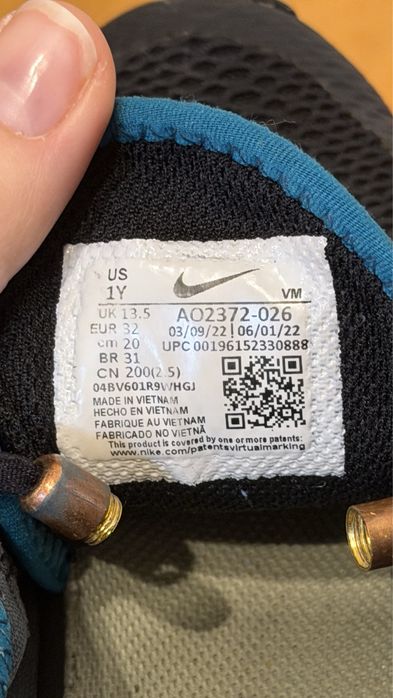 US
1Y
VM
UK 13.5
AO2372-026
EUR 32
03/09/22 | 06/01/22
cm 20
UPC 00196152330888
BR 31
CN 200(2.5)
04BV601R9WHGJ
MADE IN VIETNAM
HECHO EN VIETNAM
FABRIQUE AU VIETNAM
FABRICADO NO VIETNÃ
This product is covered by one or more patents:
www.nike.com/patentsvirtualmarking